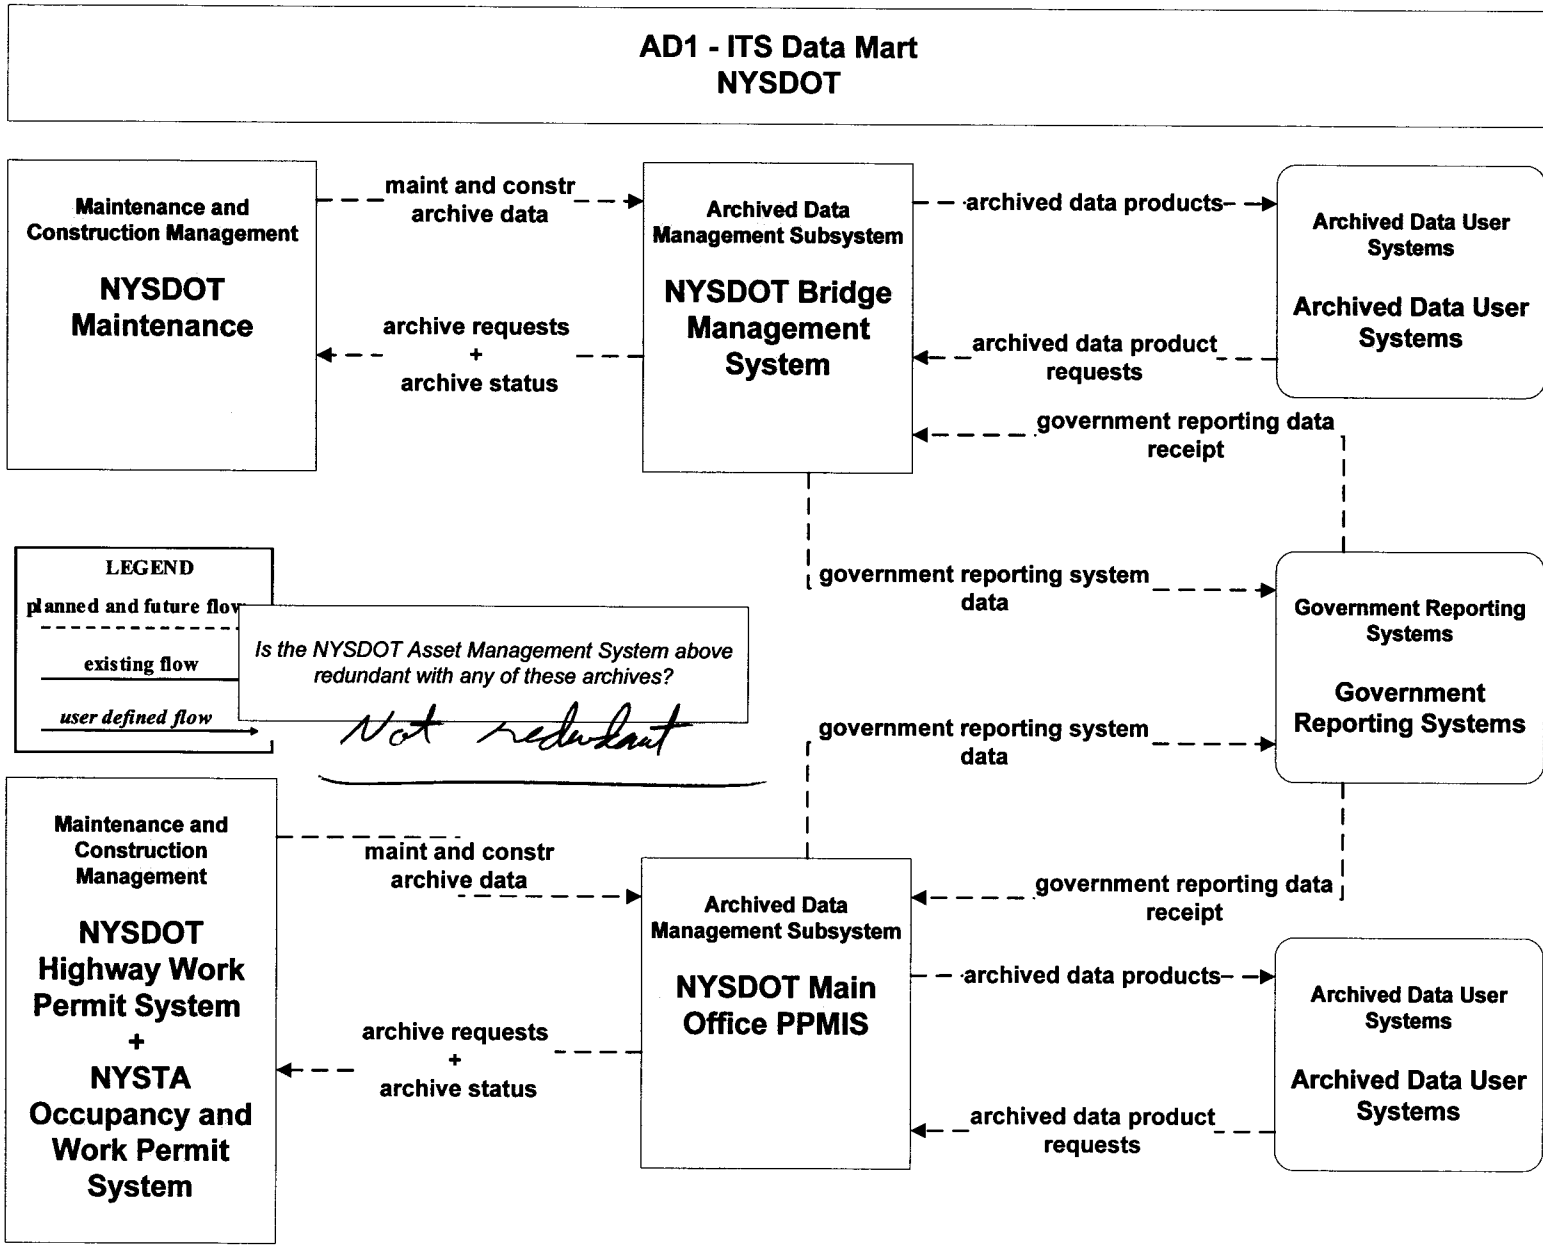 AD1 - ITS Data Mart
NYSDOT
Maintenance and
Construction Management
NYSDOT
Maintenance
maint and constr
archive data
archive requests
+
archive status
Archived Data
Management Subsystem
NYSDOT Bridge
Management
System
archived data products
archived data product
requests
Archived Data User
Systems
Archived Data User
Systems
government reporting data
receipt
government reporting system
data
Government Reporting
Systems
Government
Reporting Systems
LEGEND
planned and future flow
existing flow
user defined flow
Is the NYSDOT Asset Management System above
redundant with any of these archives?
Not redundant
government reporting system
data
Maintenance and
Construction
Management
NYSDOT
Highway Work
Permit System
+
NYSTA
Occupancy and
Work Permit
System
maint and constr
archive data
archive requests
+
archive status
Archived Data
Management Subsystem
NYSDOT Main
Office PPMIS
government reporting data
receipt
archived data products
archived data product
requests
Archived Data User
Systems
Archived Data User
Systems